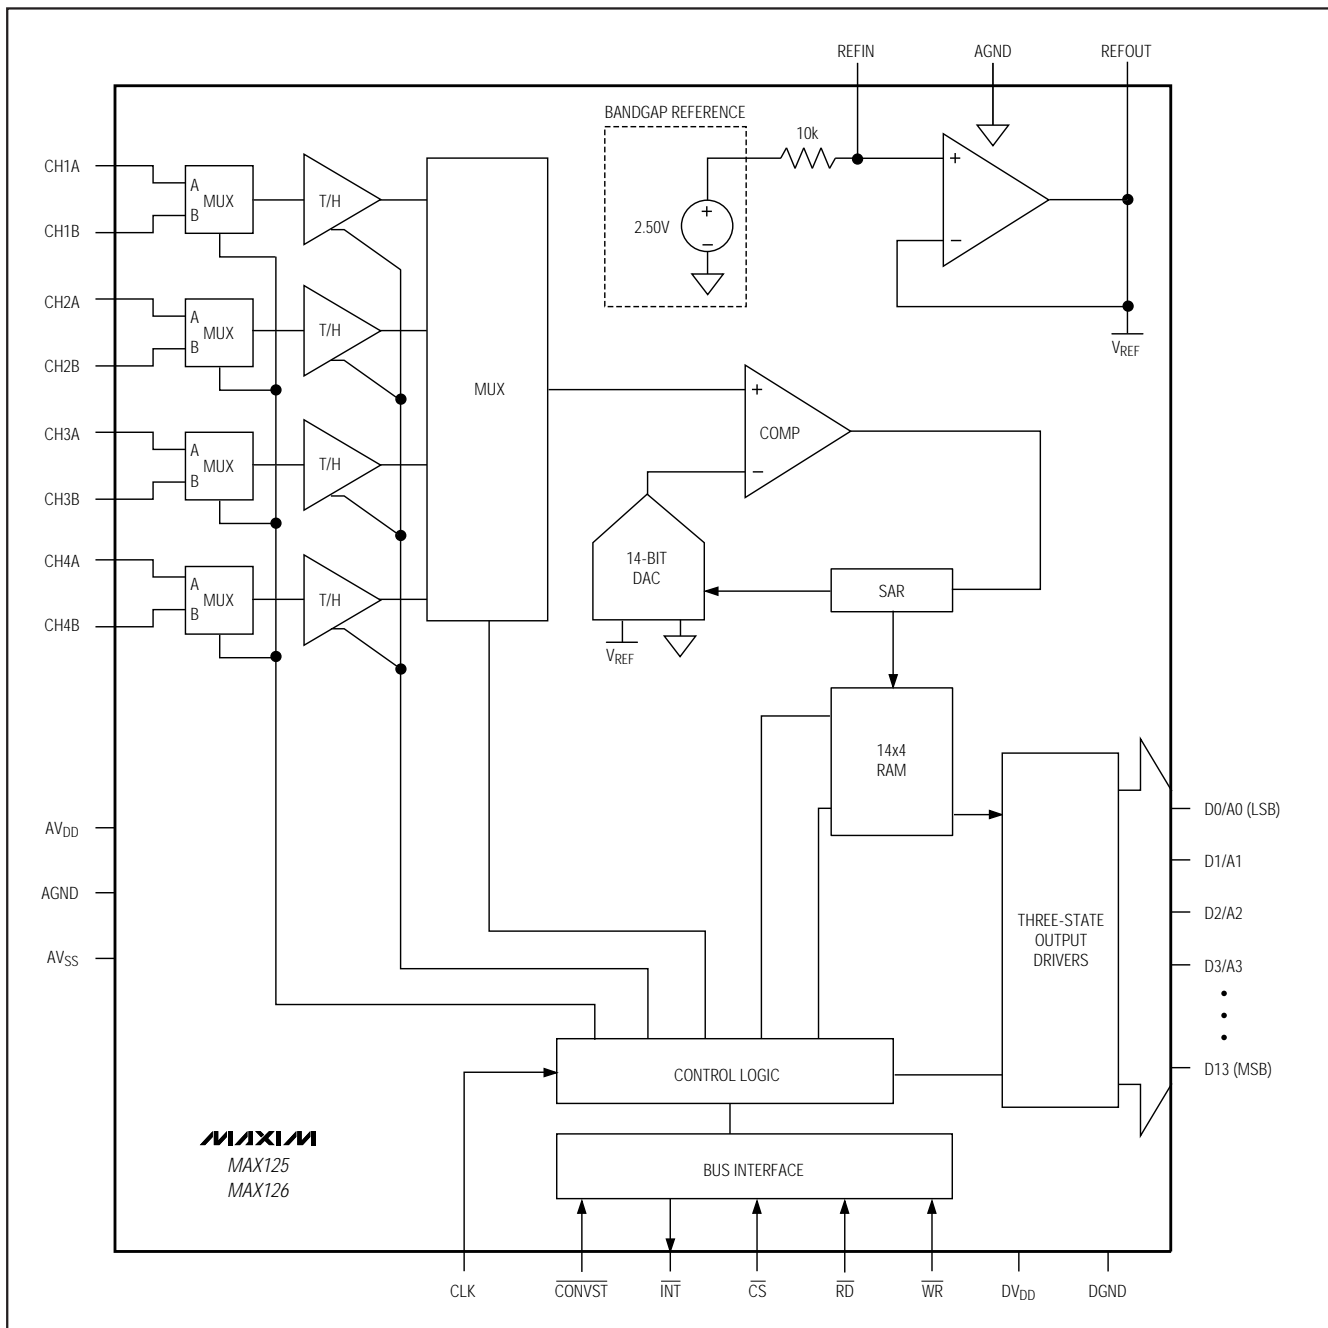 REFIN
AGND
REFOUT
BANDGAP REFERENCE
10k
+
−
2.50V
+
−
VREF
CH1A
CH1B
A
B
MUX
T/H
CH2A
CH2B
A
B
MUX
T/H
CH3A
CH3B
A
B
MUX
T/H
CH4A
CH4B
A
B
MUX
T/H
MUX
+
−
COMP
14-BIT
DAC
VREF
SAR
14x4
RAM
THREE-STATE
OUTPUT
DRIVERS
D0/A0 (LSB)
D1/A1
D2/A2
D3/A3
•
•
•
D13 (MSB)
AVDD
AGND
AVSS
CONTROL LOGIC
BUS INTERFACE
MAXIM
MAX125
MAX126
CLK
CONVST
INT
CS
RD
WR
DVDD
DGND